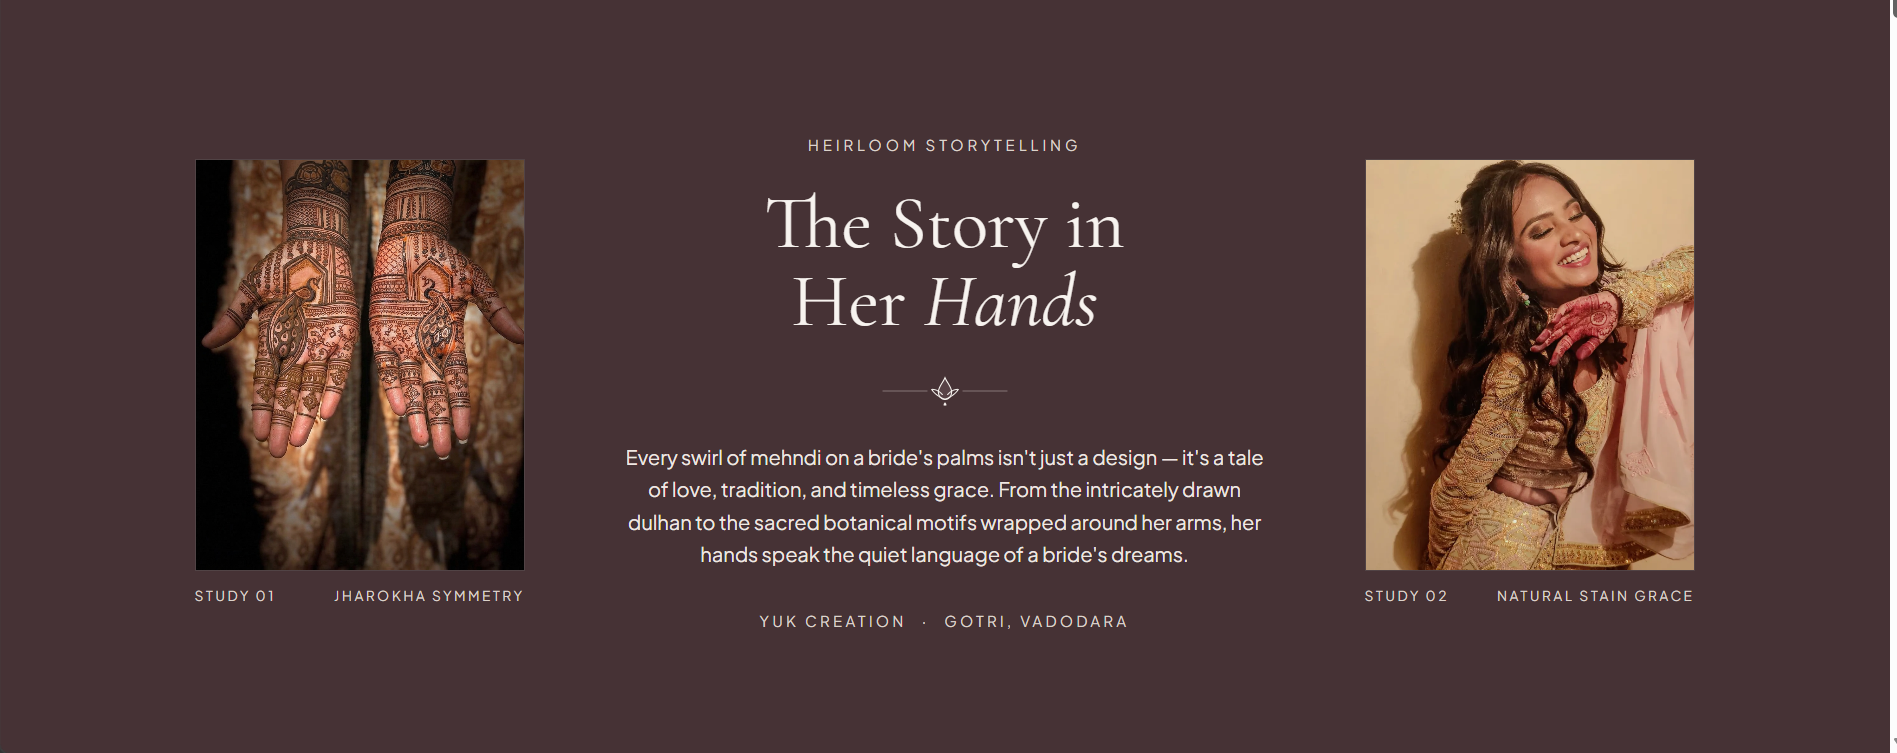 HEIRLOOM STORYTELLING
The Story in
Her Hands
Every swirl of mehndi on a bride's palms isn't just a design — it's a tale
of love, tradition, and timeless grace. From the intricately drawn
dulhan to the sacred botanical motifs wrapped around her arms, her
hands speak the quiet language of a bride's dreams.
YUK CREATION · GOTRI, VADODARA
STUDY 01 JHAROKHA SYMMETRY
STUDY 02 NATURAL STAIN GRACE